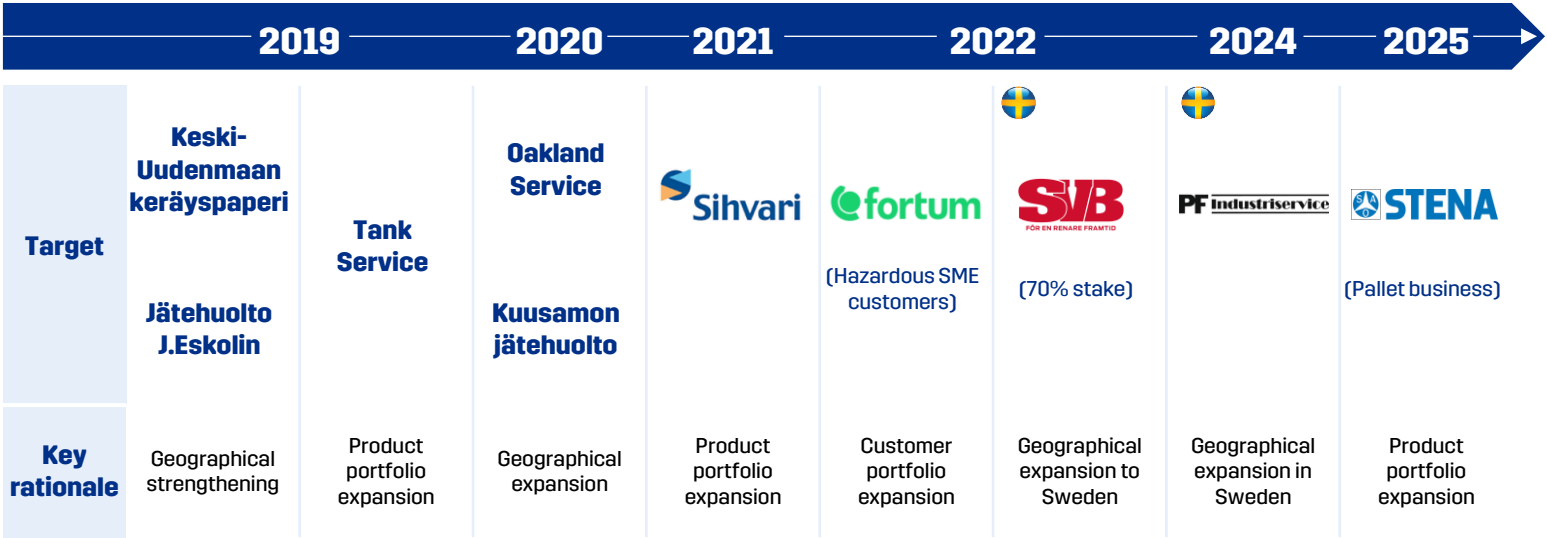 2019
2020
2021
2022
2024
2025
Target
Keski-
Uudenmaan
keräyspaperi
Jätehuolto
J.Eskolin
Tank
Service
Oakland
Service
Kuusamon
jätehuolto
Sihvari
fortum
(Hazardous SME
customers)
SVB
FÖR EN RENARE FRAMTID
(70% stake)
PF industriservice
STENA
(Pallet business)
Key
rationale
Geographical
strengthening
Product
portfolio
expansion
Geographical
expansion
Product
portfolio
expansion
Customer
portfolio
expansion
Geographical
expansion to
Sweden
Geographical
expansion in
Sweden
Product
portfolio
expansion